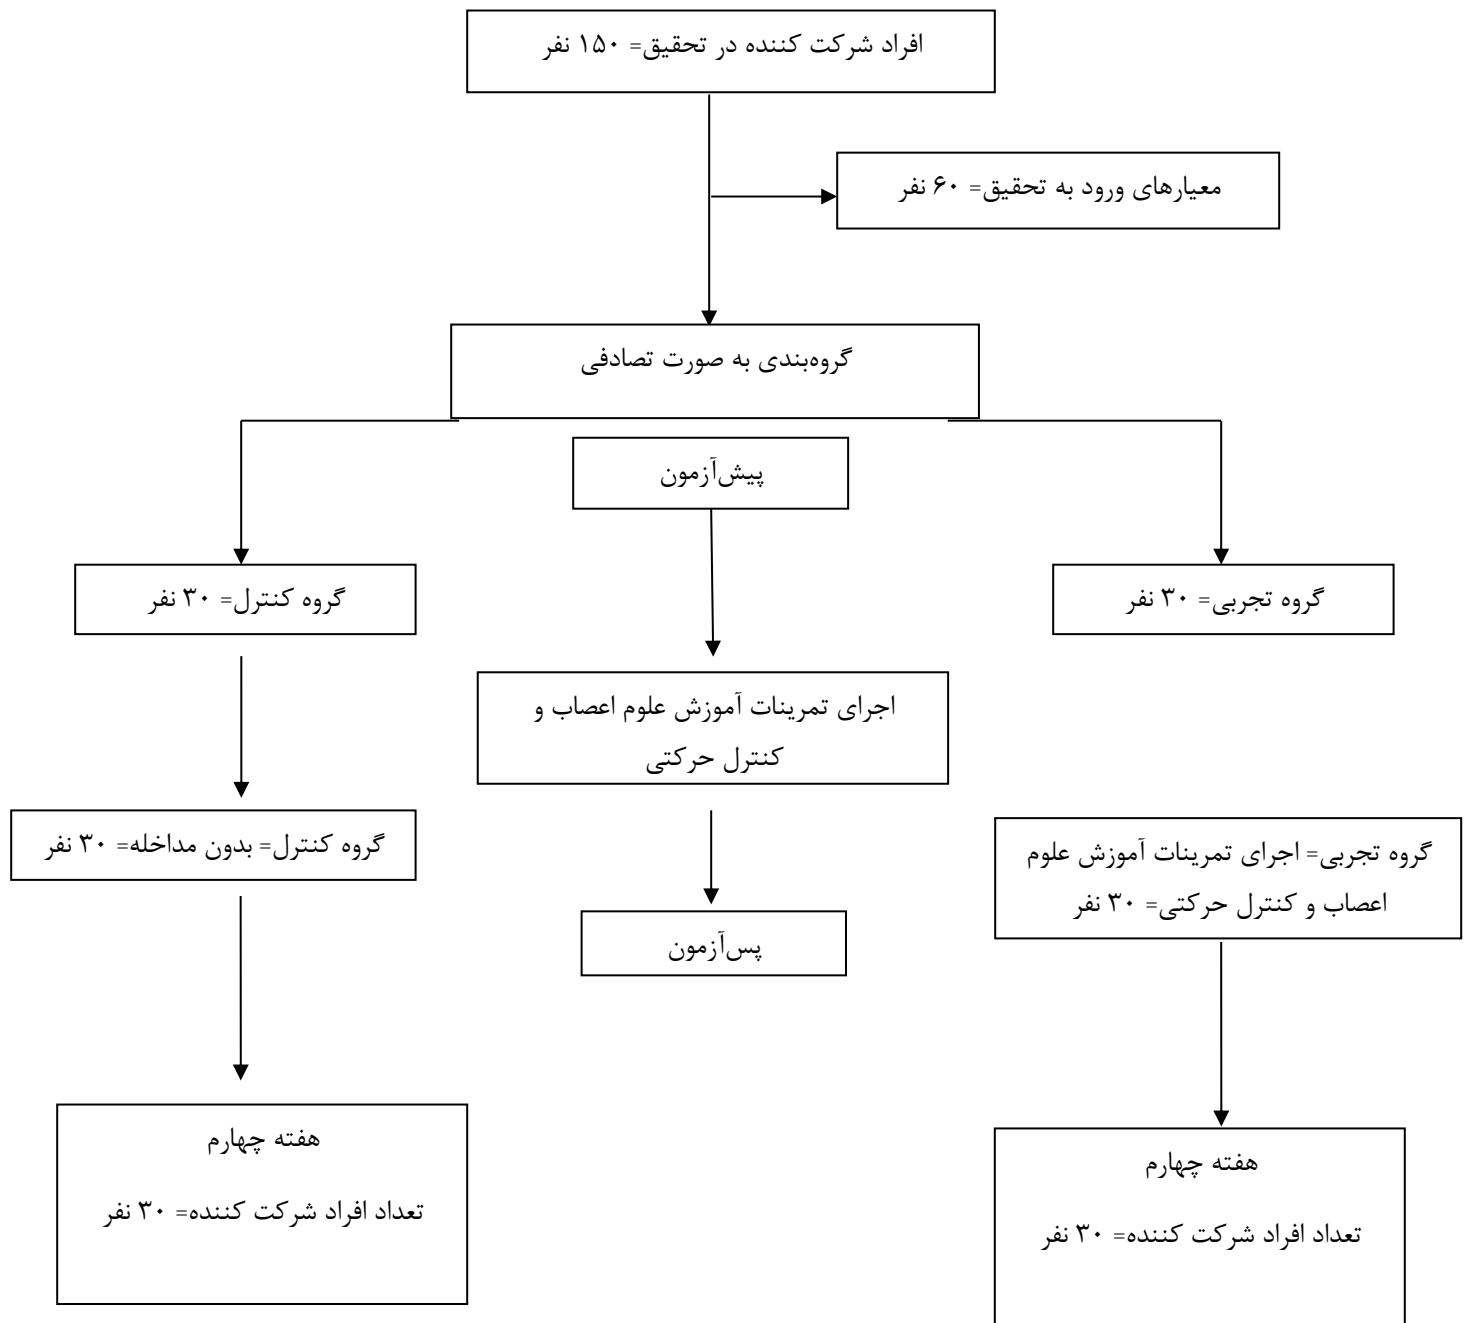 افراد شرکت کننده در تحقیق= ۱۵۰ نفر
معیارهای ورود به تحقیق= ۶۰ نفر
گروه‌بندی به صورت تصادفی
پیش‌آزمون
گروه تجربی= ۳۰ نفر
گروه کنترل= ۳۰ نفر
اجرای تمرینات آموزش علوم اعصاب و
کنترل حرکتی
گروه تجربی= اجرای تمرینات آموزش علوم
اعصاب و کنترل حرکتی= ۳۰ نفر
گروه کنترل= بدون مداخله= ۳۰ نفر
پس‌آزمون
هفته چهارم
تعداد افراد شرکت کننده= ۳۰ نفر
هفته چهارم
تعداد افراد شرکت کننده= ۳۰ نفر